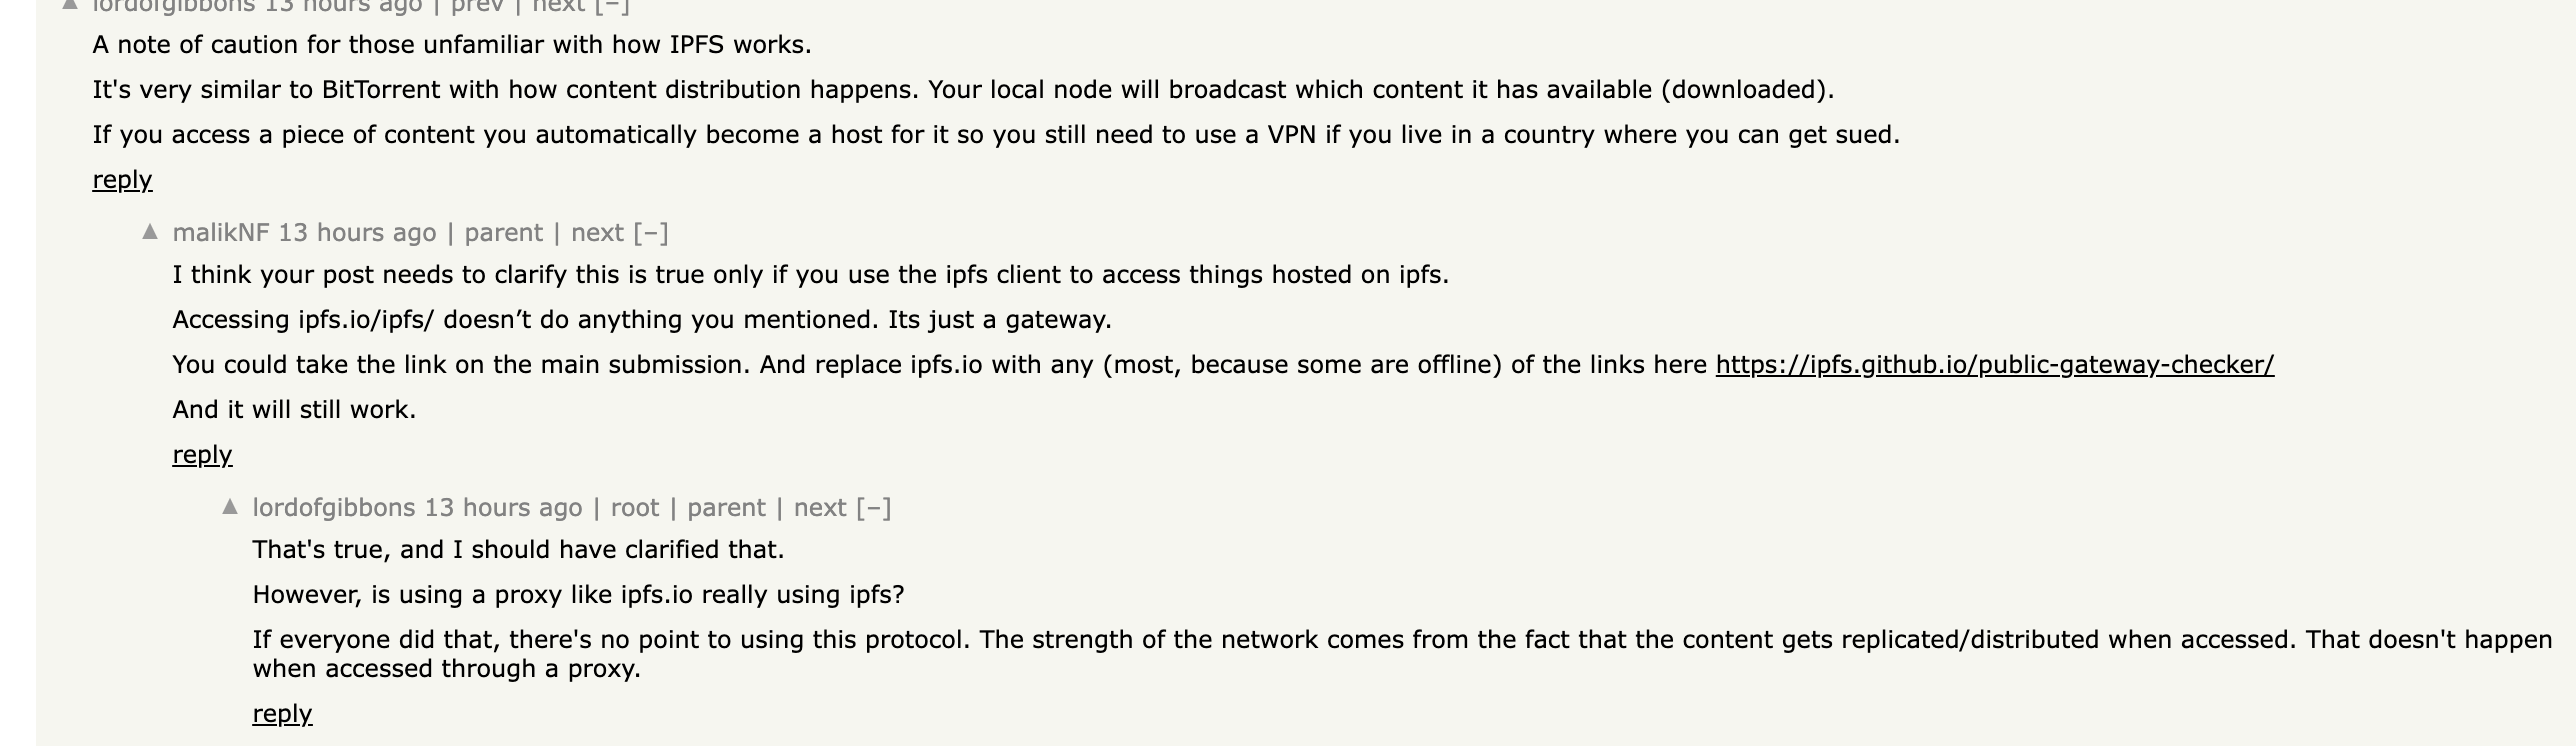 ▲ lordofgibbons 13 hours ago | prev | next [–]
A note of caution for those unfamiliar with how IPFS works.
It's very similar to BitTorrent with how content distribution happens. Your local node will broadcast which content it has available (downloaded).
If you access a piece of content you automatically become a host for it so you still need to use a VPN if you live in a country where you can get sued.
reply
▲ malikNF 13 hours ago | parent | next [–]
I think your post needs to clarify this is true only if you use the ipfs client to access things hosted on ipfs.
Accessing ipfs.io/ipfs/ doesn’t do anything you mentioned. Its just a gateway.
You could take the link on the main submission. And replace ipfs.io with any (most, because some are offline) of the links here https://ipfs.github.io/public-gateway-checker/
And it will still work.
reply
▲ lordofgibbons 13 hours ago | root | parent | next [–]
That's true, and I should have clarified that.
However, is using a proxy like ipfs.io really using ipfs?
If everyone did that, there's no point to using this protocol. The strength of the network comes from the fact that the content gets replicated/distributed when accessed. That doesn't happen
when accessed through a proxy.
reply